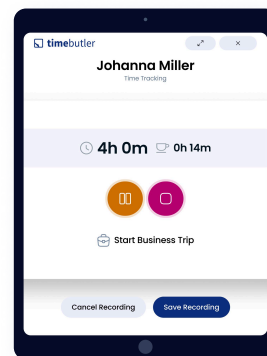 timebutler
Johanna Miller
Time Tracking
4h 0m 0h 14m
Start Business Trip
Cancel Recording Save Recording